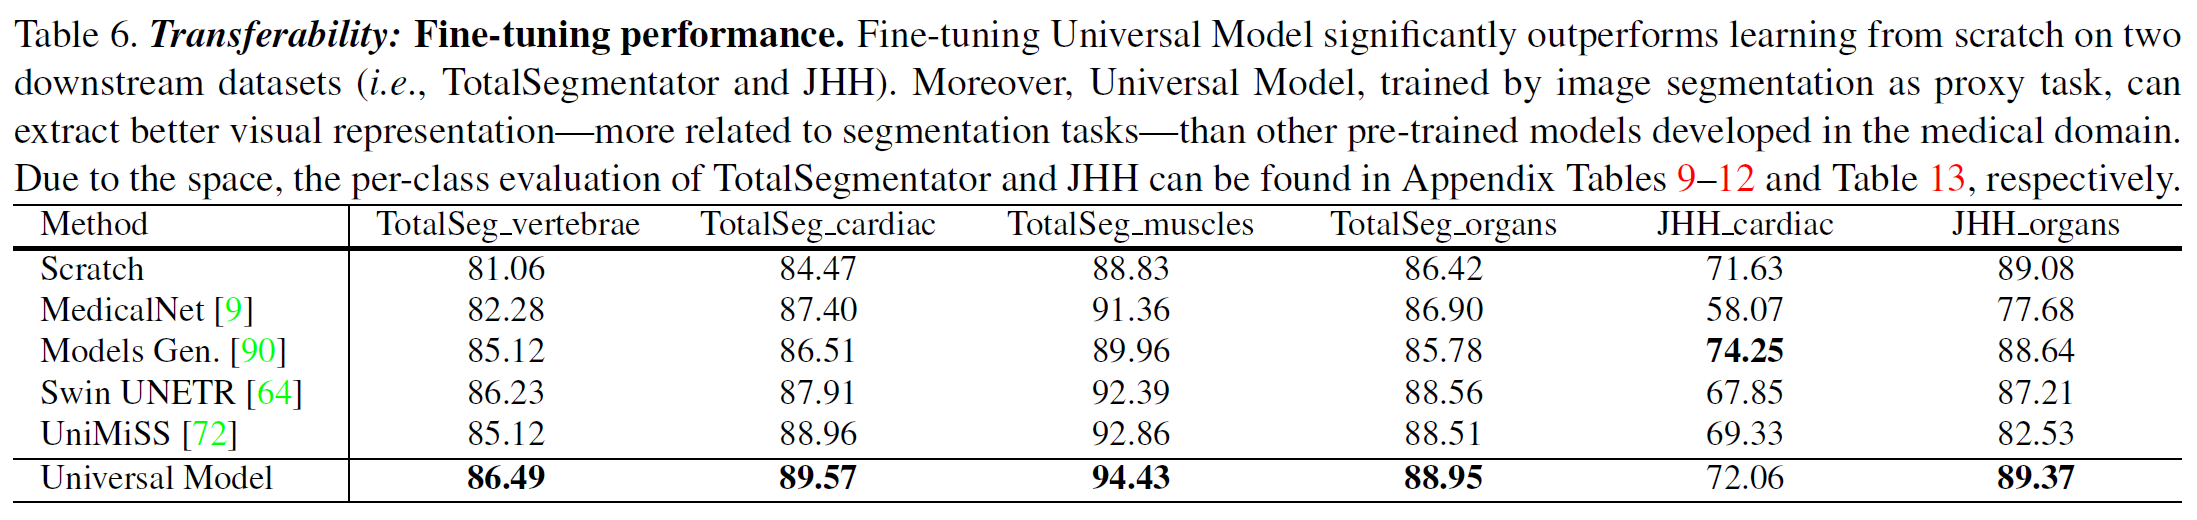 Table 6. Transferability: Fine-tuning performance. Fine-tuning Universal Model significantly outperforms learning from scratch on two
downstream datasets (i.e., TotalSegmentator and JHH). Moreover, Universal Model, trained by image segmentation as proxy task, can
extract better visual representation—more related to segmentation tasks—than other pre-trained models developed in the medical domain.
Due to the space, the per-class evaluation of TotalSegmentator and JHH can be found in Appendix Tables 9–12 and Table 13, respectively.
Method TotalSeg_vertebrae TotalSeg_cardiac TotalSeg_muscles TotalSeg_organs JHH_cardiac JHH_organs
Scratch 81.06 84.47 88.83 86.42 71.63 89.08
MedicalNet [9] 82.28 87.40 91.36 86.90 58.07 77.68
Models Gen. [90] 85.12 86.51 89.96 85.78 74.25 88.64
Swin UNETR [64] 86.23 87.91 92.39 88.56 67.85 87.21
UniMiSS [72] 85.12 88.96 92.86 88.51 69.33 82.53
Universal Model 86.49 89.57 94.43 88.95 72.06 89.37